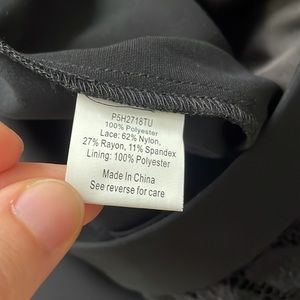 P5H2718TU
100% Polyester
Lace: 62% Nylon,
27% Rayon, 11% Spandex
Lining: 100% Polyester
Made In China
See reverse for care